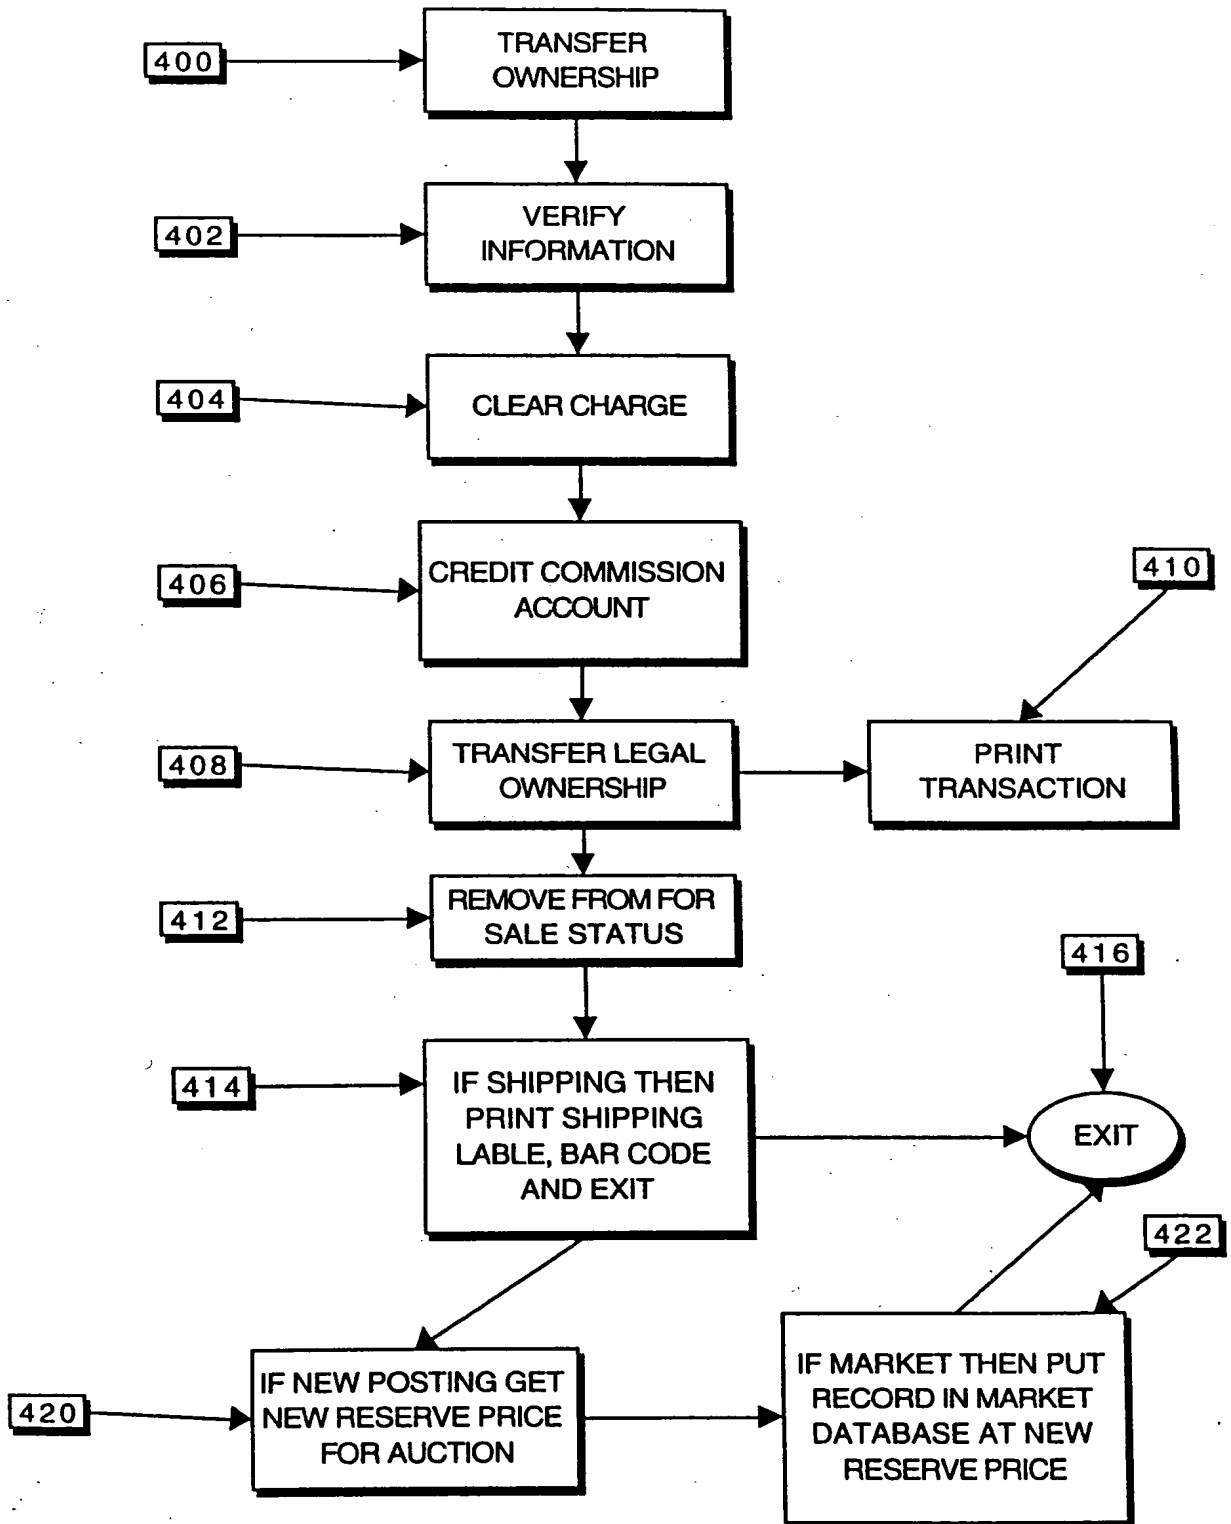 400
TRANSFER
OWNERSHIP
402
VERIFY
INFORMATION
404
CLEAR CHARGE
406
CREDIT COMMISSION
ACCOUNT
410
408
TRANSFER LEGAL
OWNERSHIP
PRINT
TRANSACTION
412
REMOVE FROM FOR
SALE STATUS
416
414
IF SHIPPING THEN
PRINT SHIPPING
LABLE, BAR CODE
AND EXIT
EXIT
422
420
IF NEW POSTING GET
NEW RESERVE PRICE
FOR AUCTION
IF MARKET THEN PUT
RECORD IN MARKET
DATABASE AT NEW
RESERVE PRICE